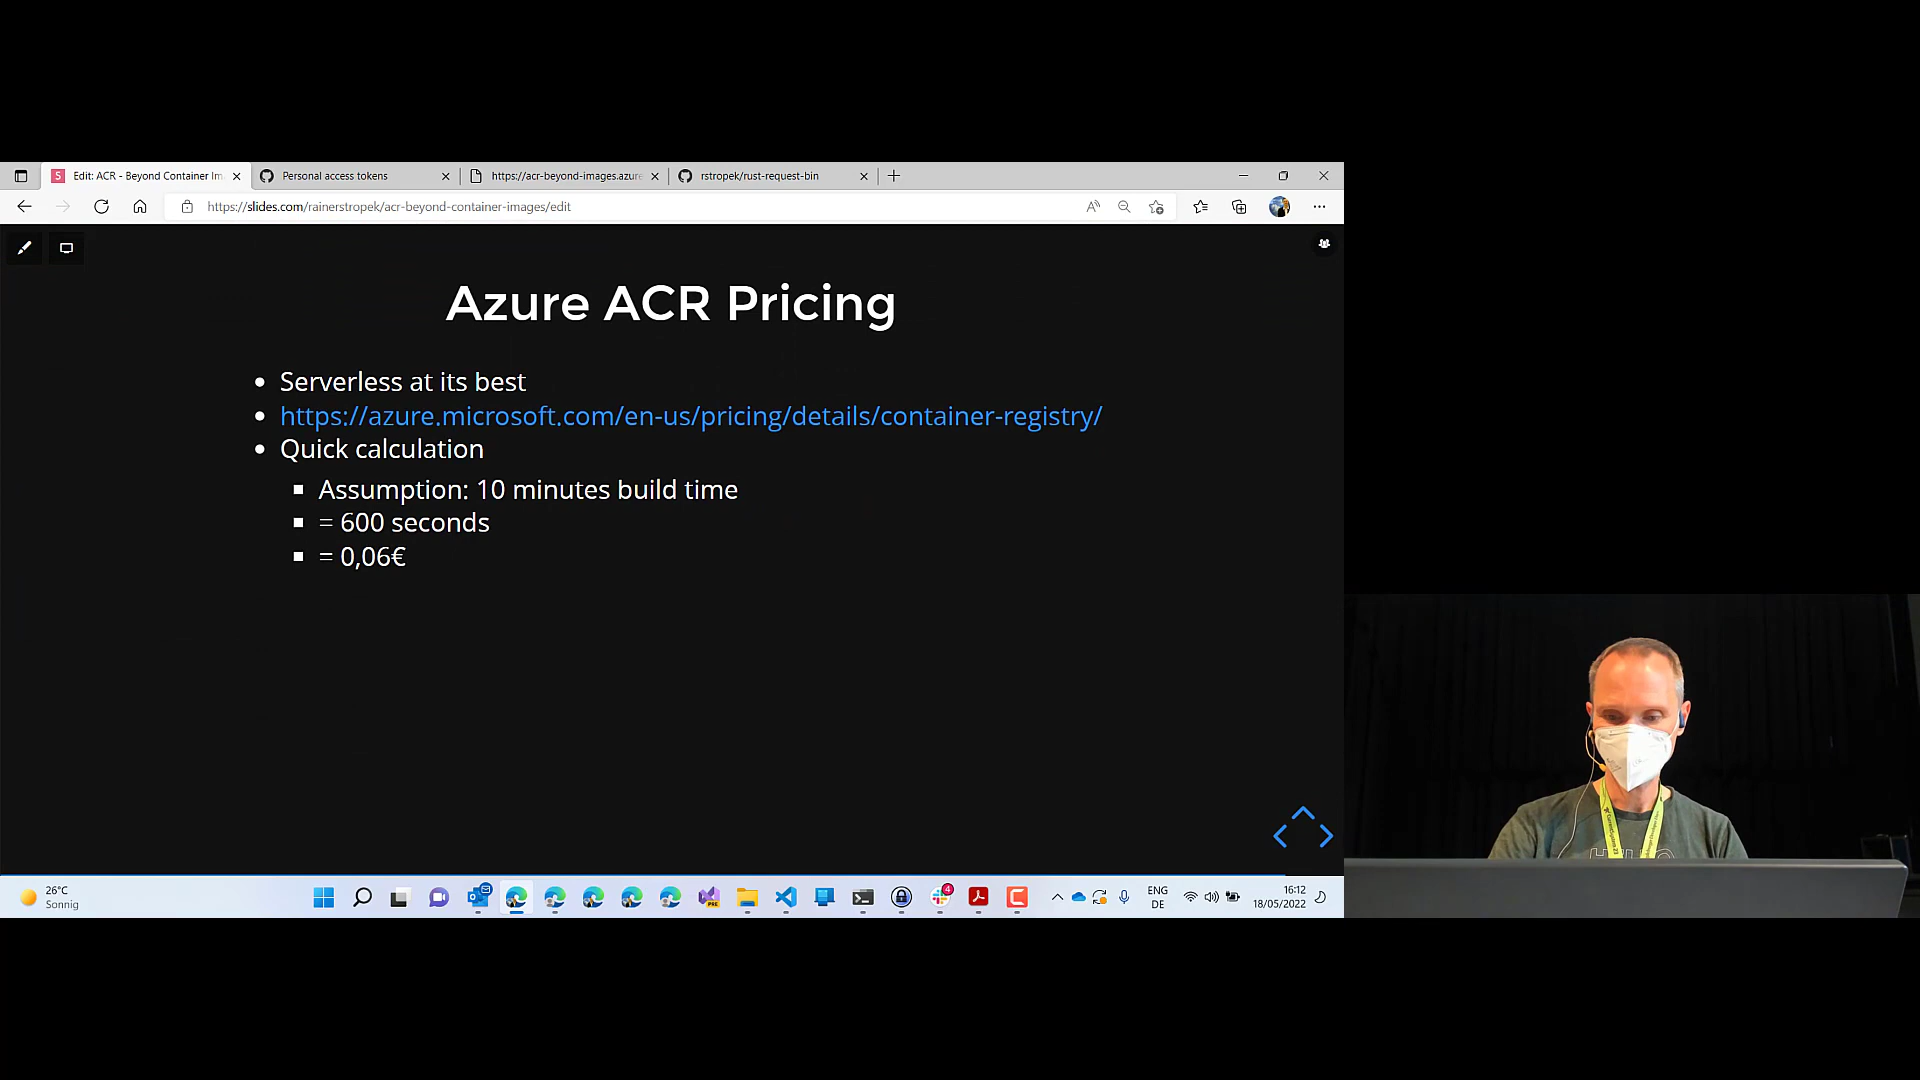 Edit: ACR - Beyond Container Im
Personal access tokens
https://acr-beyond-images.azure
rstropek/rust-request-bin
https://slides.com/rainerstropek/acr-beyond-container-images/edit
Azure ACR Pricing
Serverless at its best
https://azure.microsoft.com/en-us/pricing/details/container-registry/
Quick calculation
Assumption: 10 minutes build time
= 600 seconds
= 0,06€
26°C
Sonnig
PRE
4
ENG
DE
16:12
18/05/2022